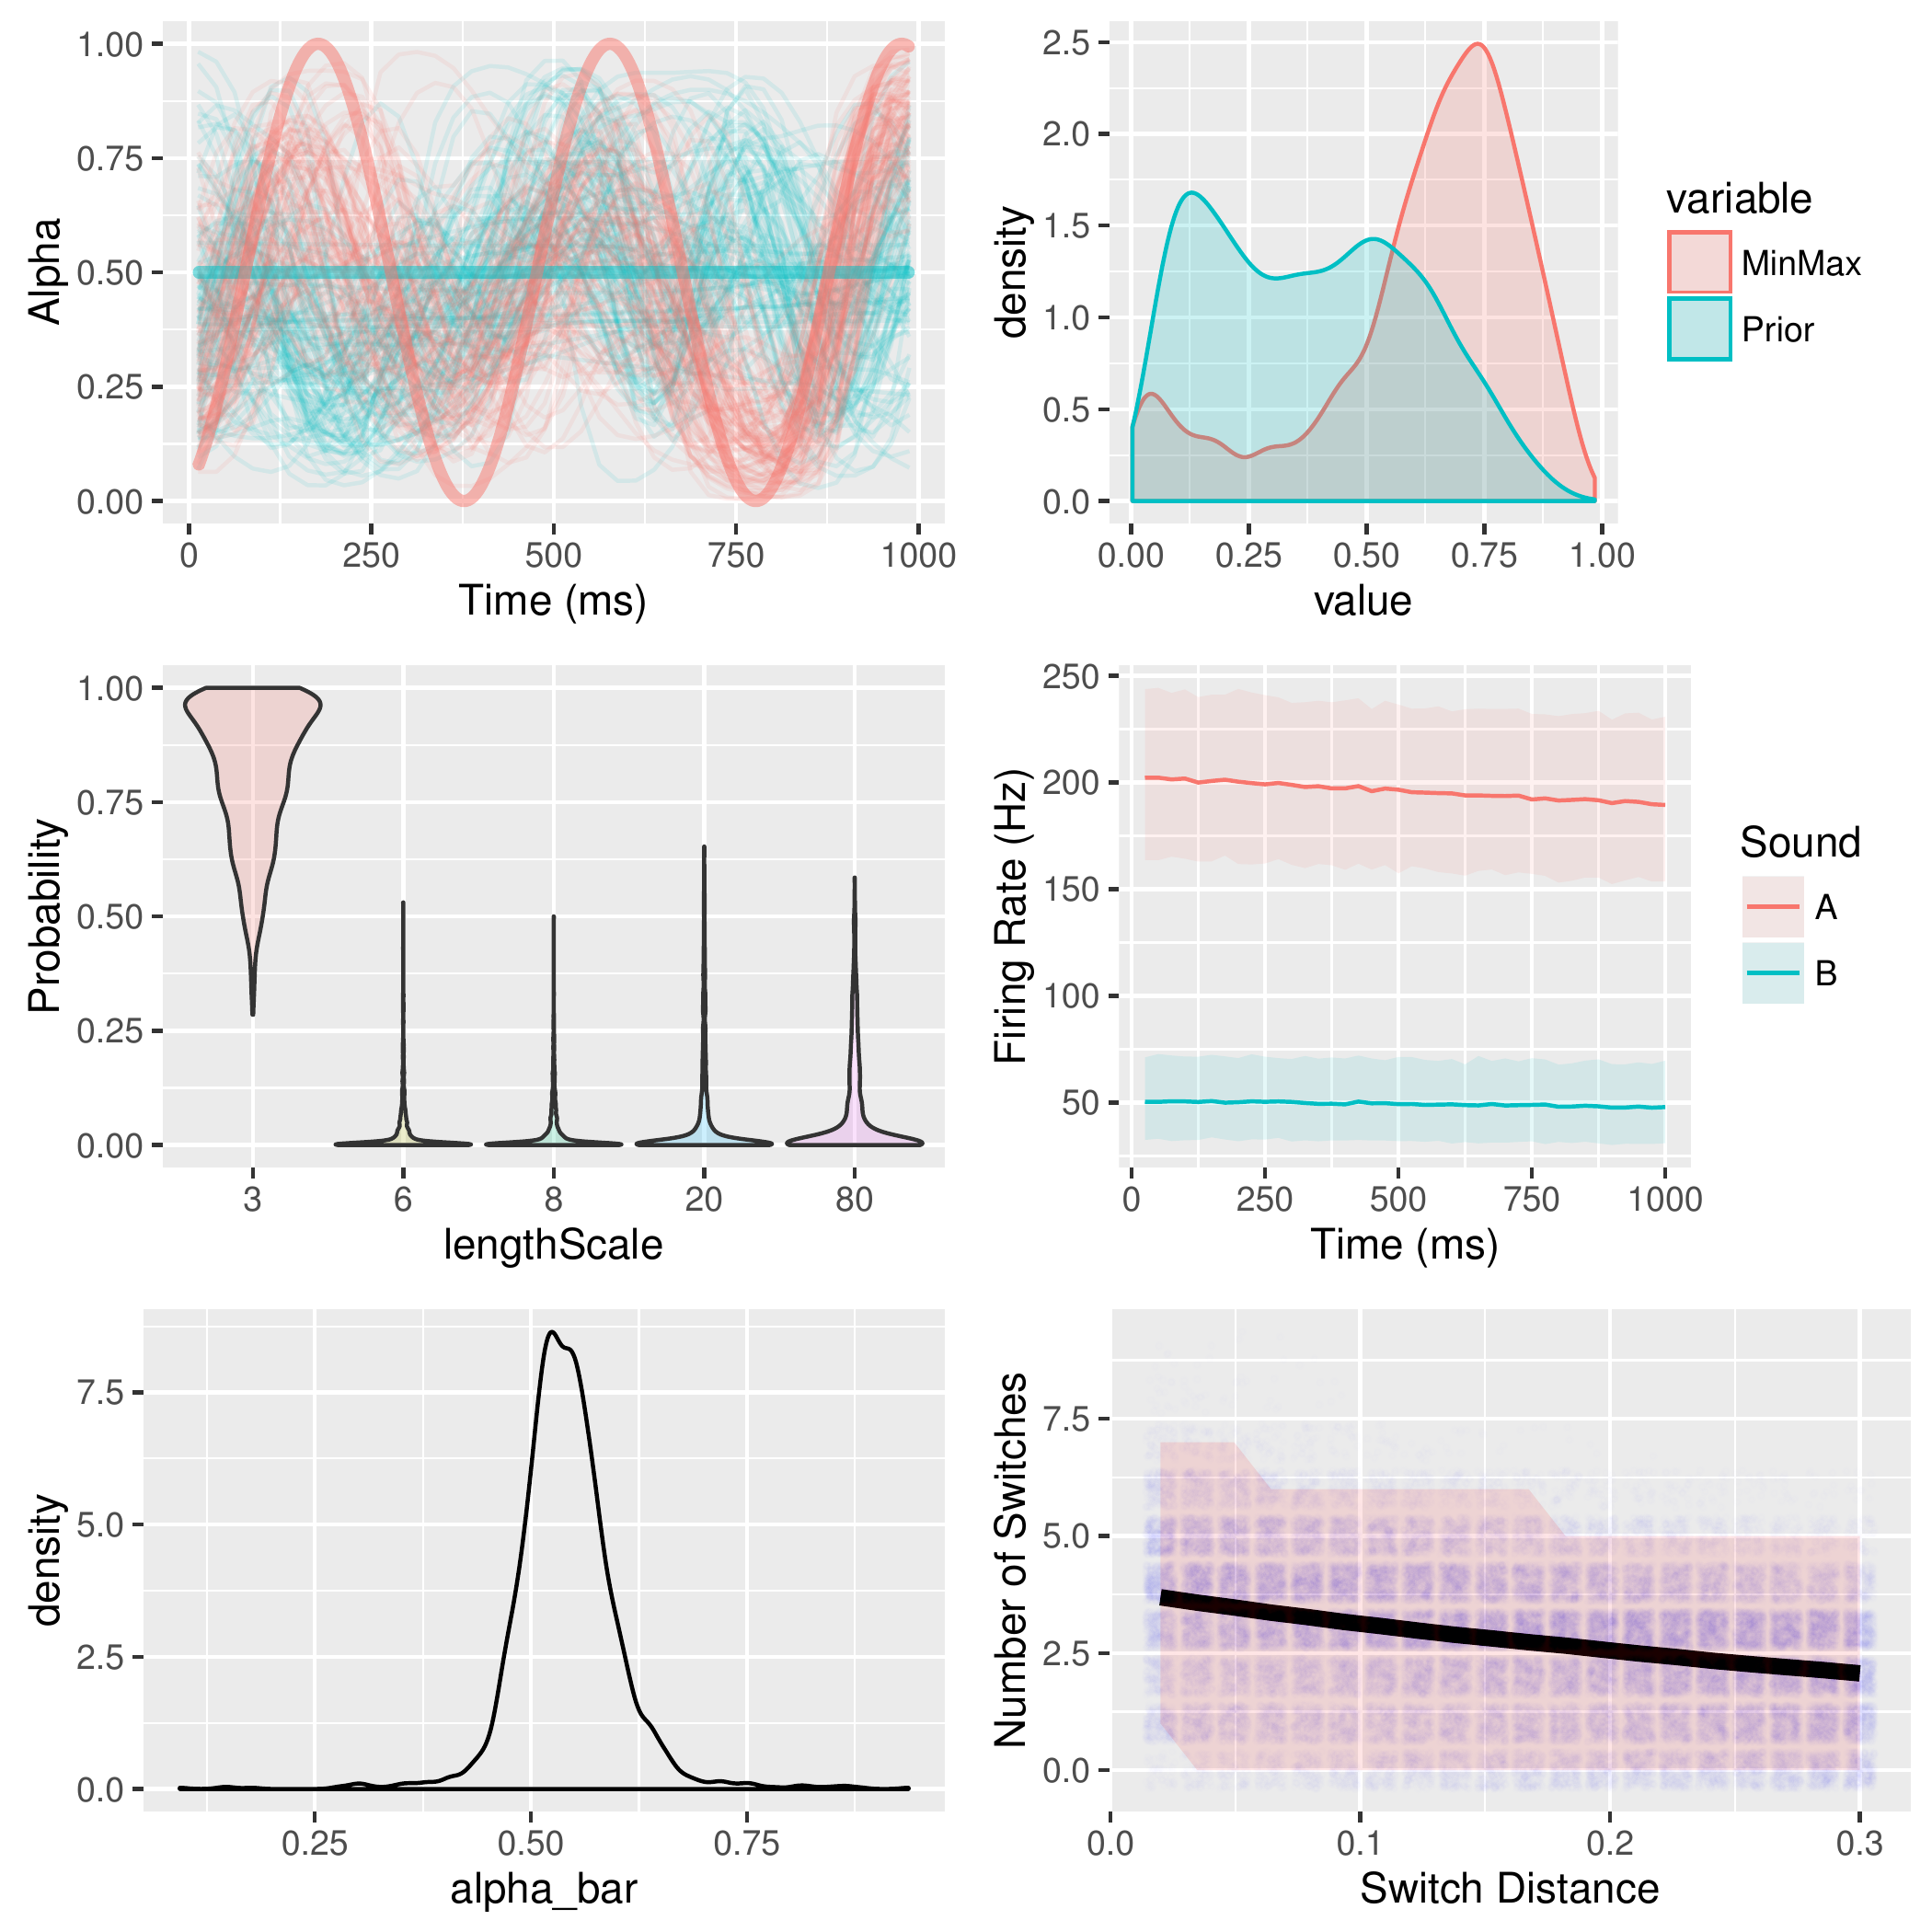 Alpha
1.00
0.75
0.50
0.25
0.00
0 250 500 750 1000
Time (ms)
density
2.5
2.0
1.5
1.0
0.5
0.0
0.00 0.25 0.50 0.75 1.00
value
variable
MinMax
Prior
Probability
1.00
0.75
0.50
0.25
0.00
3 6 8 20 80
lengthScale
Firing Rate (Hz)
250
200
150
100
50
0 250 500 750 1000
Time (ms)
Sound
A
B
density
7.5
5.0
2.5
0.0
0.25 0.50 0.75
alpha_bar
Number of Switches
7.5
5.0
2.5
0.0
0.0 0.1 0.2 0.3
Switch Distance